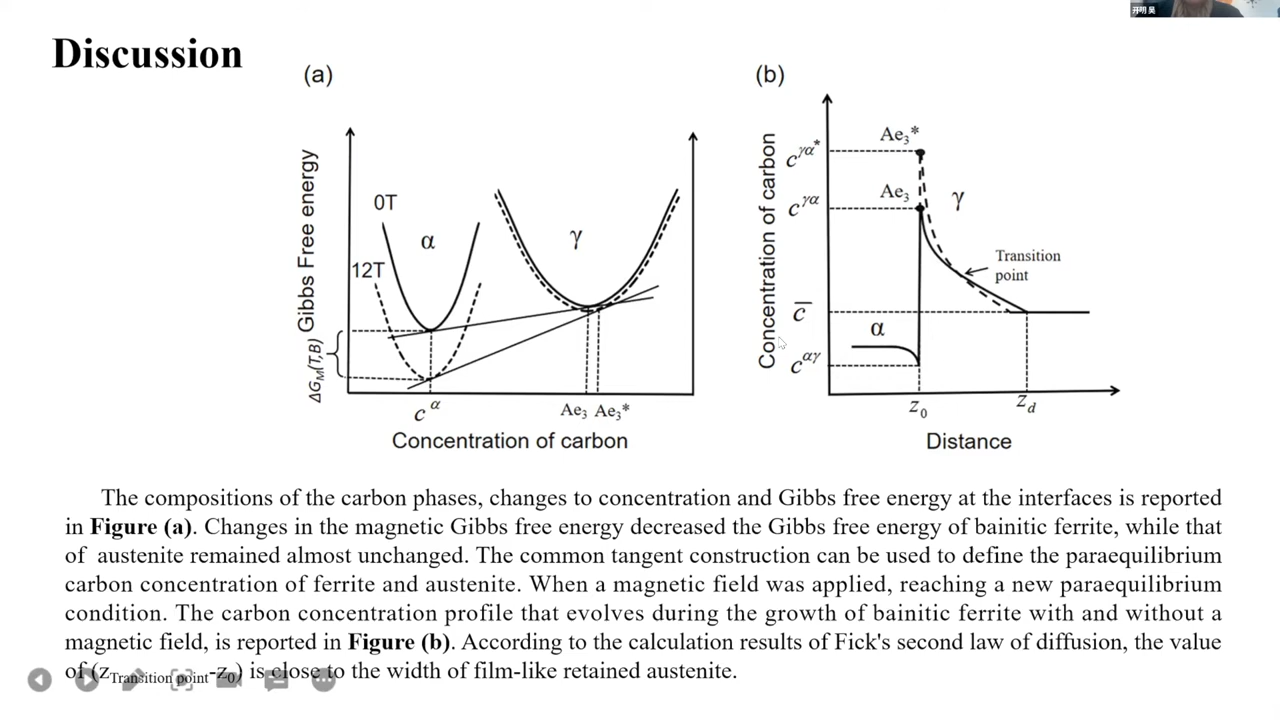 开明 吴
Discussion
(a)
(b)
Gibbs Free energy
0T
12T
α
γ
ΔG_M(T,B)
c^α
Ae₃ Ae₃*
Concentration of carbon
Concentration of carbon
c^γα*
c^γα
c̅
c^αγ
Ae₃*
Ae₃
γ
Transition
point
α
z₀
z_d
Distance
The compositions of the carbon phases, changes to concentration and Gibbs free energy at the interfaces is reported
in Figure (a). Changes in the magnetic Gibbs free energy decreased the Gibbs free energy of bainitic ferrite, while that
of austenite remained almost unchanged. The common tangent construction can be used to define the paraequilibrium
carbon concentration of ferrite and austenite. When a magnetic field was applied, reaching a new paraequilibrium
condition. The carbon concentration profile that evolves during the growth of bainitic ferrite with and without a
magnetic field, is reported in Figure (b). According to the calculation results of Fick's second law of diffusion, the value
of (z_Transition point-z₀) is close to the width of film-like retained austenite.